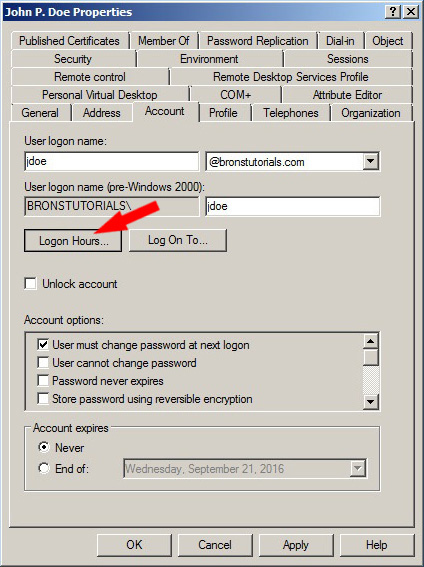 John P. Doe Properties
Published Certificates Member Of Password Replication Dial-in Object
Security Environment Sessions
Remote control Remote Desktop Services Profile
Personal Virtual Desktop COM+ Attribute Editor
General Address Account Profile Telephones Organization
User logon name:
jdoe @bronstutorials.com
User logon name (pre-Windows 2000):
BRONSTUTORIALS\ jdoe
Logon Hours... Log On To...
Unlock account
Account options:
User must change password at next logon
User cannot change password
Password never expires
Store password using reversible encryption
Account expires
Never
End of: Wednesday, September 21, 2016
OK Cancel Apply Help